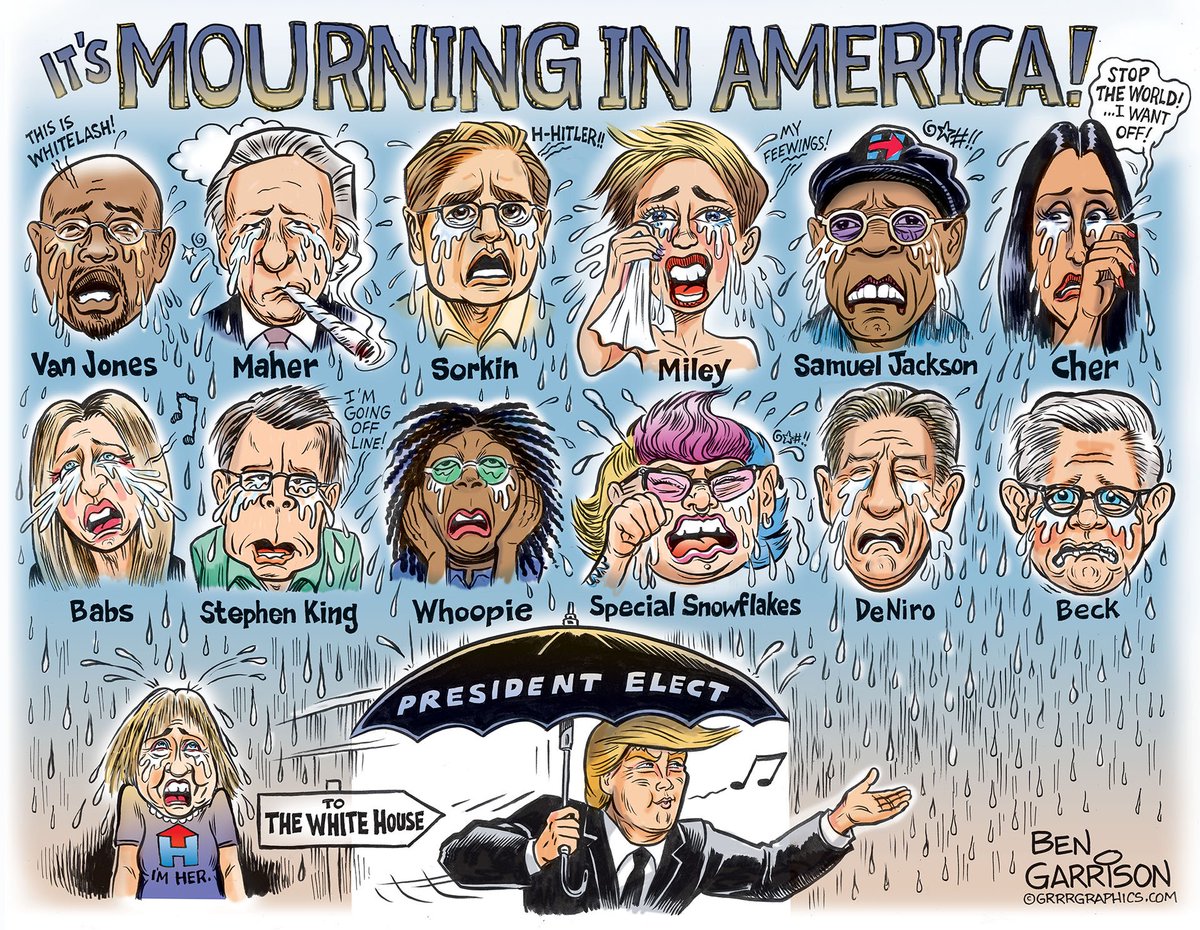 IT'S MOURNING IN AMERICA!
STOP
THE WORLD!
...I WANT
OFF!
THIS IS
WHITELASH!
H-HITLER!!
MY
FEEWINGS!
@☆#!!
Van Jones
Maher
Sorkin
Miley
Samuel Jackson
Cher
I'M
GOING
OFF
LINE!
@☆#!!
Babs
Stephen King
Whoopie
Special Snowflakes
DeNiro
Beck
PRESIDENT ELECT
H
I'M HER.
TO
THE WHITE HOUSE
BEN
GARRISON
©GRRRGRAPHICS.COM